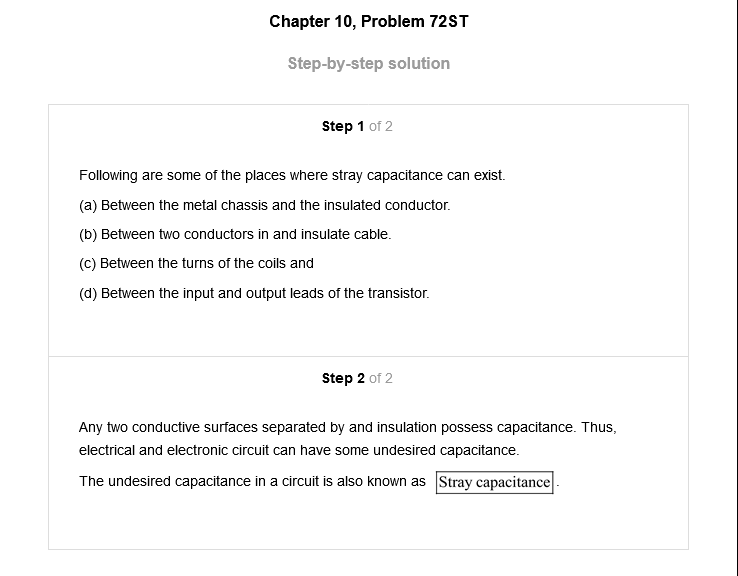 Chapter 10, Problem 72ST
Step-by-step solution
Step 1 of 2
Following are some of the places where stray capacitance can exist.
(a) Between the metal chassis and the insulated conductor.
(b) Between two conductors in and insulate cable.
(c) Between the turns of the coils and
(d) Between the input and output leads of the transistor.
Step 2 of 2
Any two conductive surfaces separated by and insulation possess capacitance. Thus,
electrical and electronic circuit can have some undesired capacitance.
The undesired capacitance in a circuit is also known as Stray capacitance.